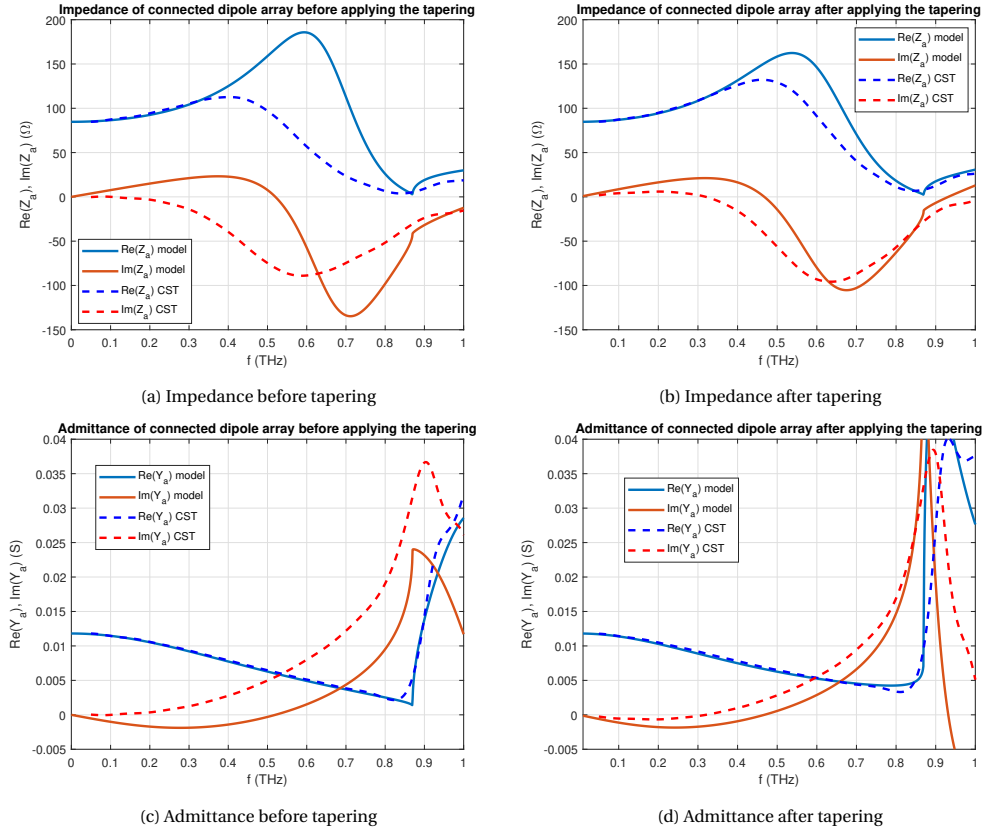 Impedance of connected dipole array before applying the tapering
200
150
100
50
0
-50
-100
-150
Re(Z_a), Im(Z_a) (Ω)
Re(Z_a) model
Im(Z_a) model
Re(Z_a) CST
Im(Z_a) CST
0 0.1 0.2 0.3 0.4 0.5 0.6 0.7 0.8 0.9 1
f (THz)
(a) Impedance before tapering
Impedance of connected dipole array after applying the tapering
200
150
100
50
0
-50
-100
-150
Re(Z_a), Im(Z_a) (Ω)
Re(Z_a) model
Im(Z_a) model
Re(Z_a) CST
Im(Z_a) CST
0.1 0.2 0.3 0.4 0.5 0.6 0.7 0.8 0.9 1
f (THz)
(b) Impedance after tapering
Admittance of connected dipole array before applying the tapering
0.04
0.035
0.03
0.025
0.02
0.015
0.01
0.005
0
-0.005
Re(Y_a), Im(Y_a) (S)
Re(Y_a) model
Im(Y_a) model
Re(Y_a) CST
Im(Y_a) CST
0 0.1 0.2 0.3 0.4 0.5 0.6 0.7 0.8 0.9 1
f (THz)
(c) Admittance before tapering
Admittance of connected dipole array after applying the tapering
0.04
0.035
0.03
0.025
0.02
0.015
0.01
0.005
0
-0.005
Re(Y_a), Im(Y_a) (S)
Re(Y_a) model
Im(Y_a) model
Re(Y_a) CST
Im(Y_a) CST
0.1 0.2 0.3 0.4 0.5 0.6 0.7 0.8 0.9 1
f (THz)
(d) Admittance after tapering